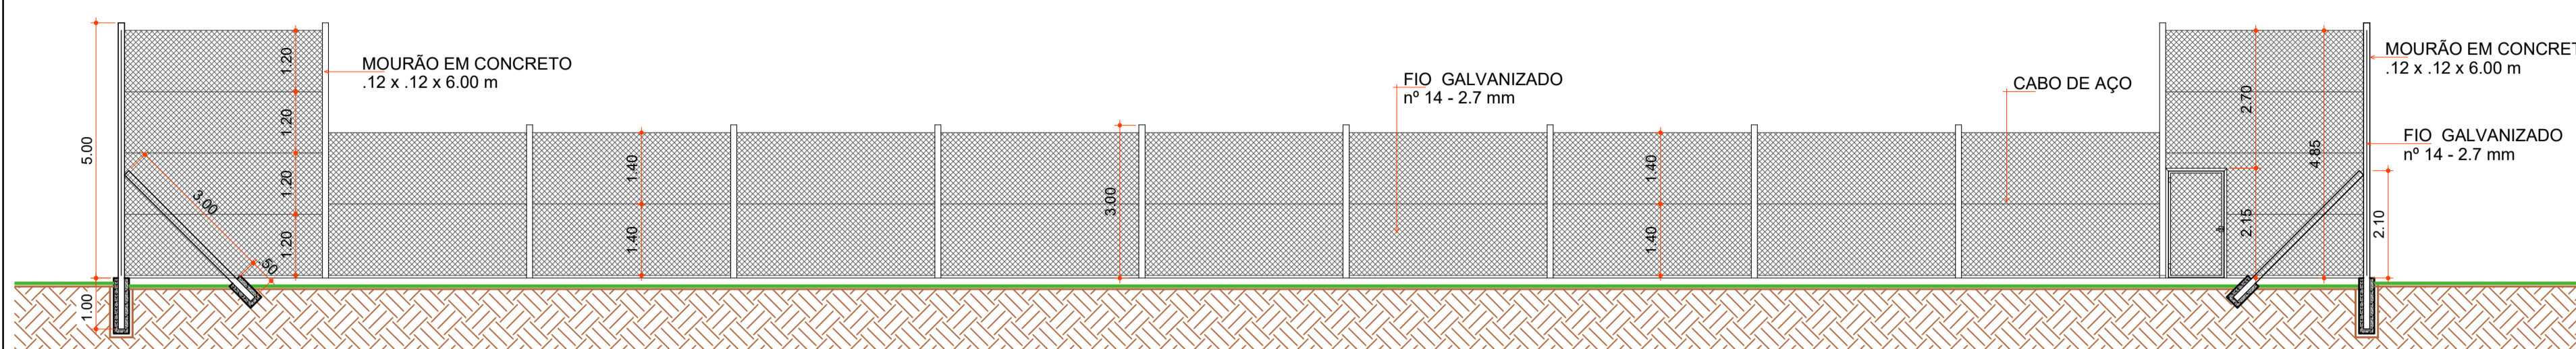 MOURÃO EM CONCRETO
.12 x .12 x 6.00 m
FIO GALVANIZADO
nº 14 - 2.7 mm
CABO DE AÇO
MOURÃO EM CONCRET
.12 x .12 x 6.00 m
FIO GALVANIZADO
nº 14 - 2.7 mm
5.00
1.00
1.20
1.20
1.20
1.20
3.00
.50
1.40
1.40
3.00
1.40
1.40
2.70
2.15
4.85
2.10